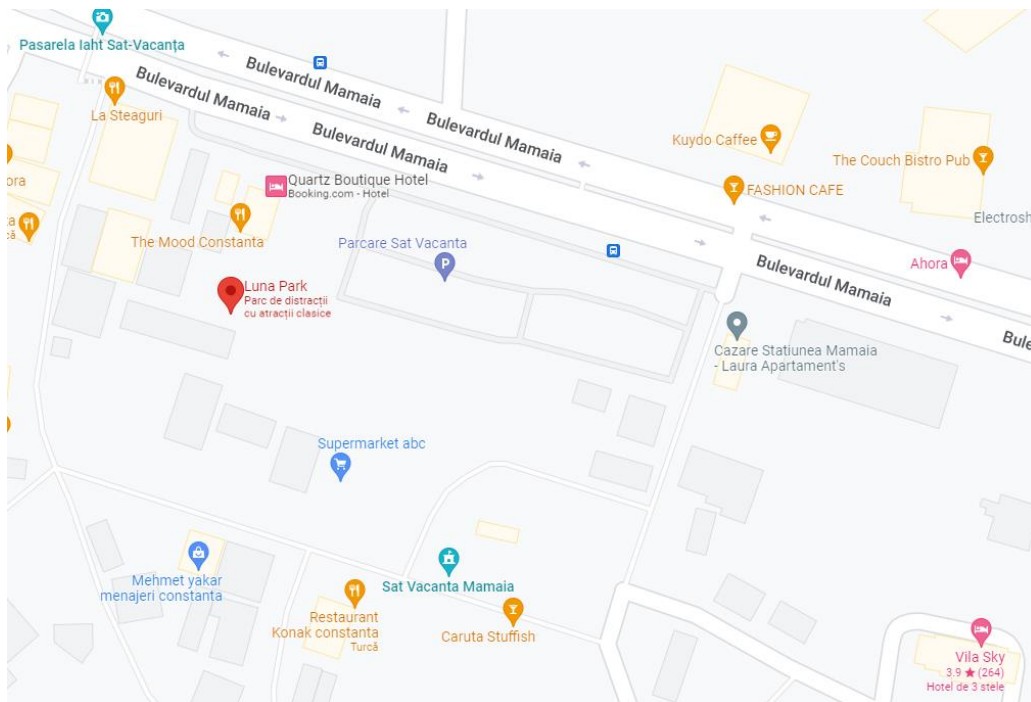 Pasarela Iaht Sat-Vacanța
Bulevardul Mamaia
Bulevardul Mamaia
Bulevardul Mamaia
Bulevardul Mamaia
La Steaguri
Kuydo Caffee
The Couch Bistro Pub
ora
Quartz Boutique Hotel
Booking.com - Hotel
FASHION CAFE
că
The Mood Constanta
Parcare Sat Vacanta
P
Electrosh
Bulevardul Mamaia
Ahora
Luna Park
Parc de distracții
cu atracții clasice
Bule
Cazare Statiunea Mamaia
- Laura Apartament's
Supermarket abc
Mehmet yakar
menajeri constanta
Sat Vacanta Mamaia
Restaurant
Konak constanta
Turcă
Caruta Stuffish
Vila Sky
3.9 ★ (264)
Hotel de 3 stele